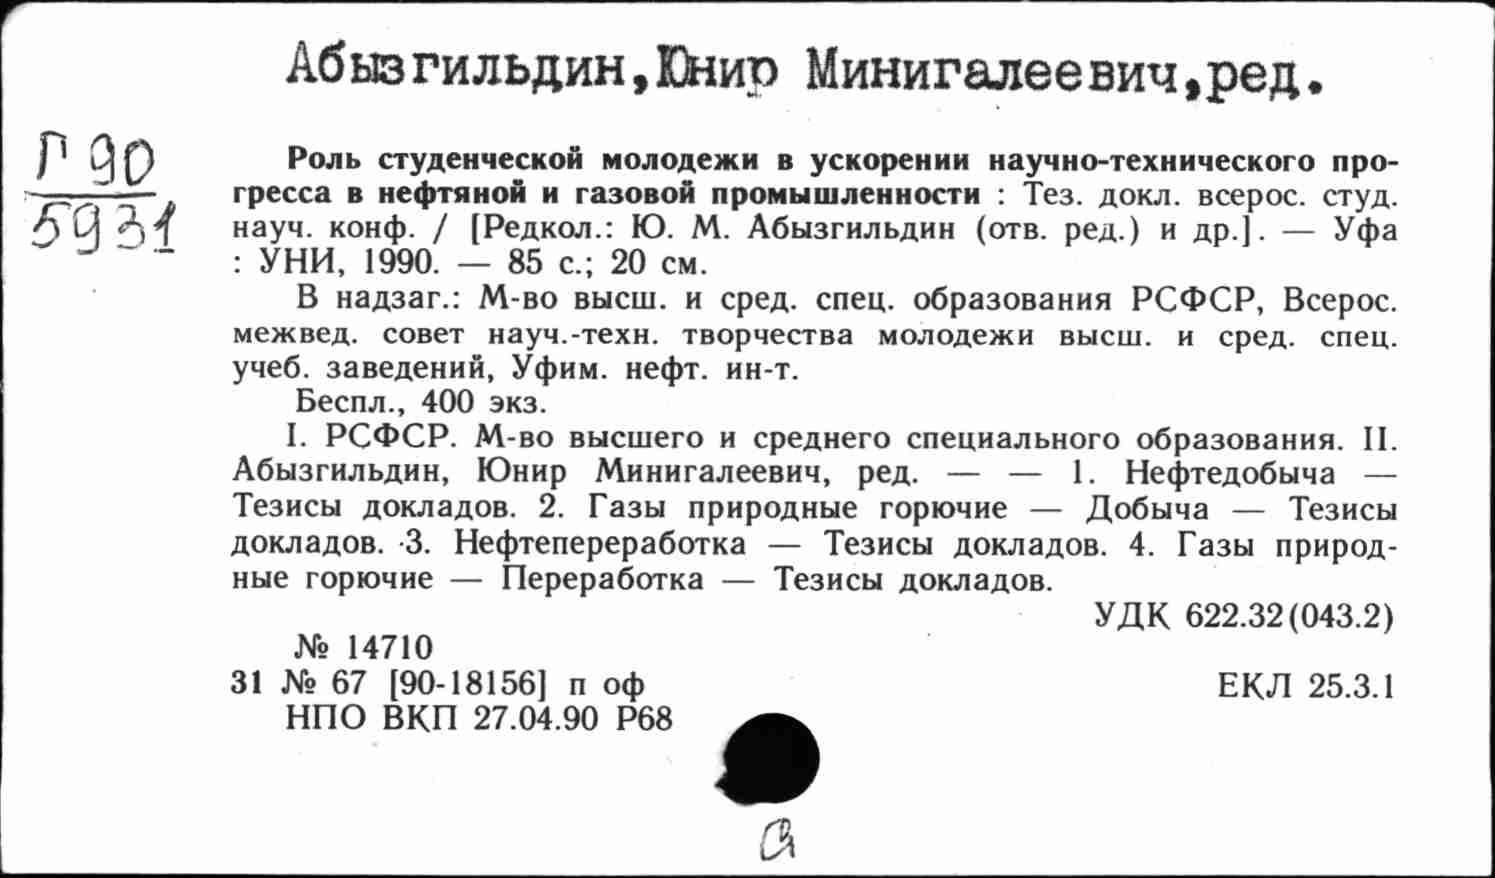 Абызгильдин, Юнир Минигалеевич, ред.
Г 90
5931
Роль студенческой молодежи в ускорении научно-технического про-
гресса в нефтяной и газовой промышленности : Тез. докл. всерос. студ.
науч. конф. / [Редкол.: Ю. М. Абызгильдин (отв. ред.) и др.]. — Уфа
: УНИ, 1990. — 85 с.; 20 см.
В надзаг.: М-во высш. и сред. спец. образования РСФСР, Всерос.
межвед. совет науч.-техн. творчества молодежи высш. и сред. спец.
учеб. заведений, Уфим. нефт. ин-т.
Беспл., 400 экз.
I. РСФСР. М-во высшего и среднего специального образования. II.
Абызгильдин, Юнир Минигалеевич, ред. — — 1. Нефтедобыча —
Тезисы докладов. 2. Газы природные горючие — Добыча — Тезисы
докладов. 3. Нефтепереработка — Тезисы докладов. 4. Газы природ-
ные горючие — Переработка — Тезисы докладов.
УДК 622.32(043.2)
№ 14710
31 № 67 [90-18156] п оф
ЕКЛ 25.3.1
НПО ВКП 27.04.90 Р68